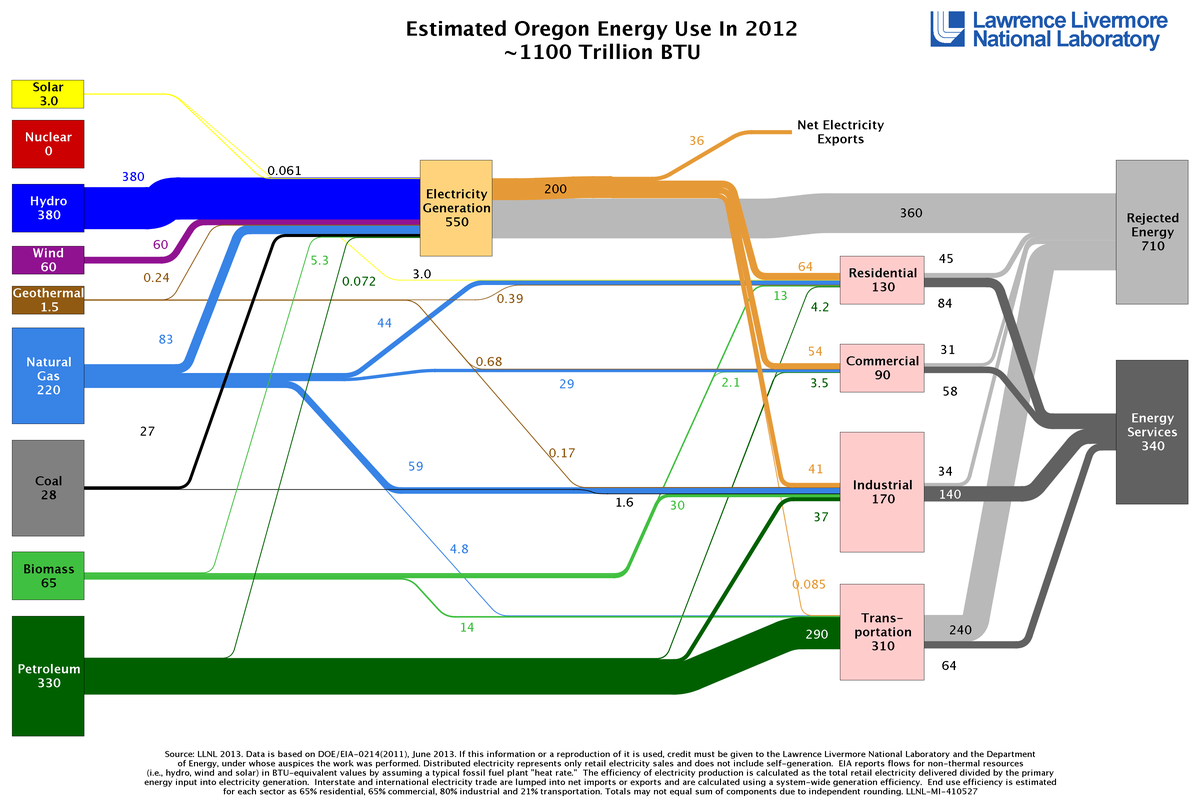 Estimated Oregon Energy Use In 2012
~1100 Trillion BTU
Lawrence Livermore
National Laboratory
Solar
3.0
Nuclear
0
Hydro
380
Wind
60
Geothermal
1.5
Natural
Gas
220
Coal
28
Biomass
65
Petroleum
330
380
60
0.24
83
27
0.061
5.3
0.072
3.0
44
0.39
0.68
29
59
0.17
1.6
4.8
14
30
2.1
13
Electricity
Generation
550
200
36
Net Electricity
Exports
360
64
4.2
54
3.5
41
37
0.085
290
Residential
130
Commercial
90
Industrial
170
Trans-
portation
310
45
84
31
58
34
140
240
64
Rejected
Energy
710
Energy
Services
340
Source: LLNL 2013. Data is based on DOE/EIA-0214(2011), June 2013. If this information or a reproduction of it is used, credit must be given to the Lawrence Livermore National Laboratory and the Department
of Energy, under whose auspices the work was performed. Distributed electricity represents only retail electricity sales and does not include self-generation. EIA reports flows for non-thermal resources
(i.e., hydro, wind and solar) in BTU-equivalent values by assuming a typical fossil fuel plant "heat rate." The efficiency of electricity production is calculated as the total retail electricity delivered divided by the primary
energy input into electricity generation. Interstate and international electricity trade are lumped into net imports or exports and are calculated using a system-wide generation efficiency. End use efficiency is estimated
for each sector as 65% residential, 65% commercial, 80% industrial and 21% transportation. Totals may not equal sum of components due to independent rounding. LLNL-MI-410527